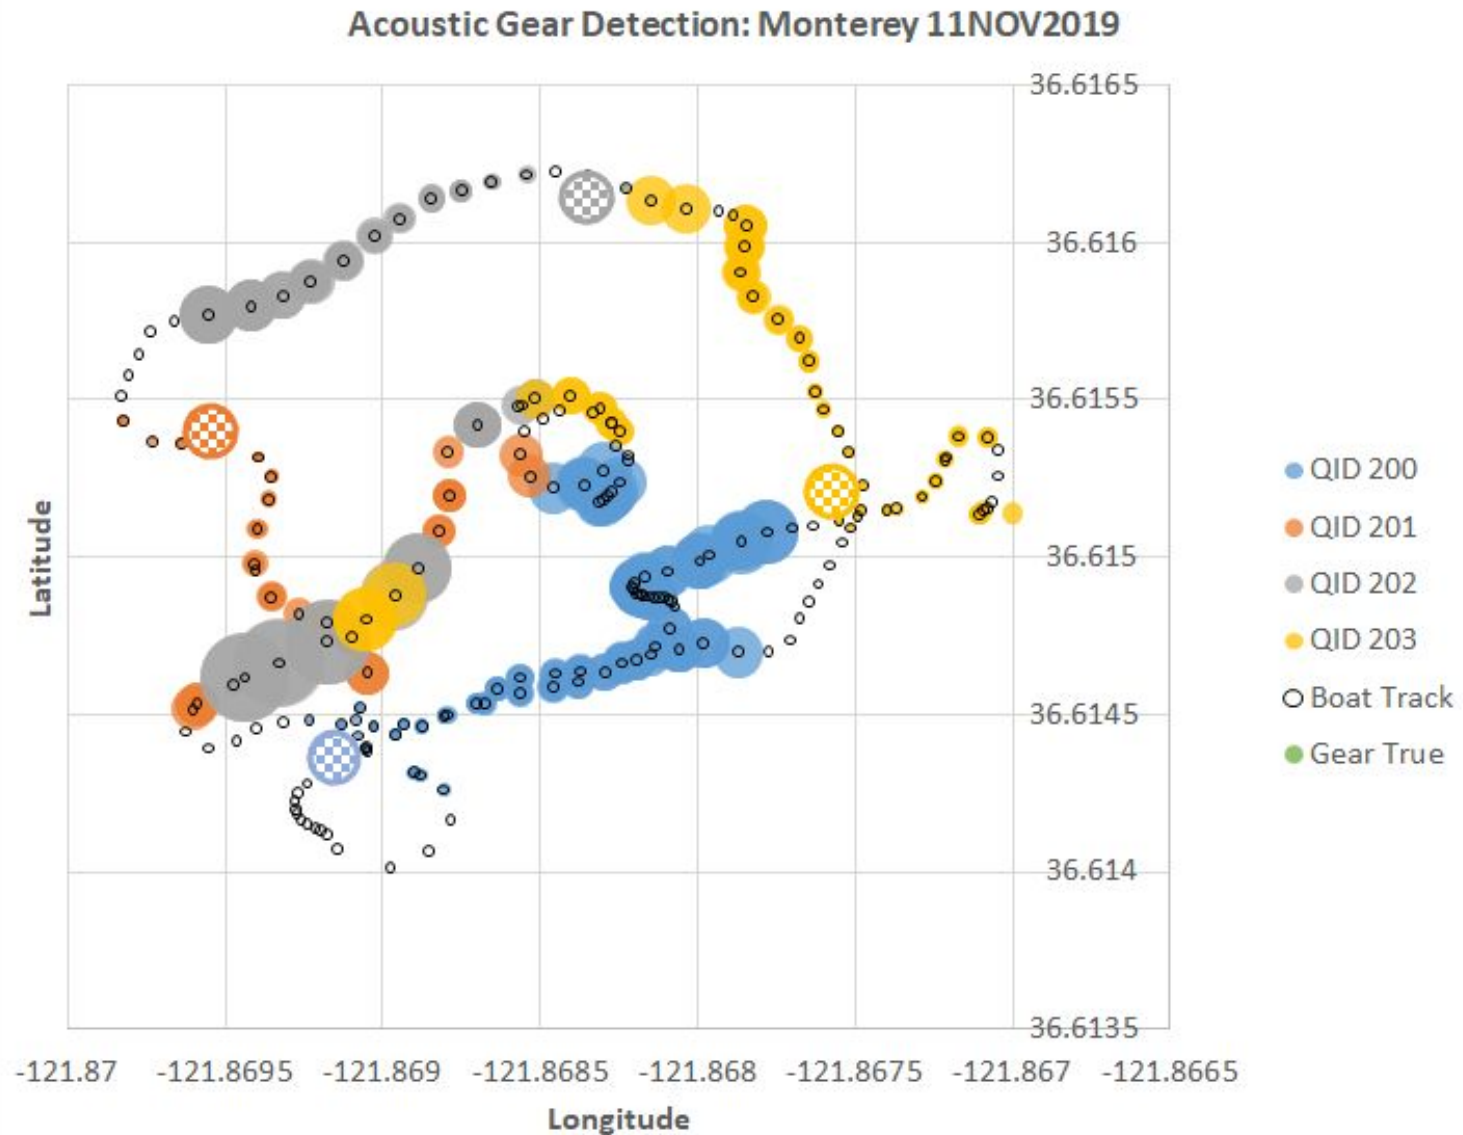 Acoustic Gear Detection: Monterey 11NOV2019
36.6165
36.616
36.6155
36.615
36.6145
36.614
36.6135
Latitude
QID 200
QID 201
QID 202
QID 203
Boat Track
Gear True
-121.87 -121.8695 -121.869 -121.8685 -121.868 -121.8675 -121.867 -121.8665
Longitude